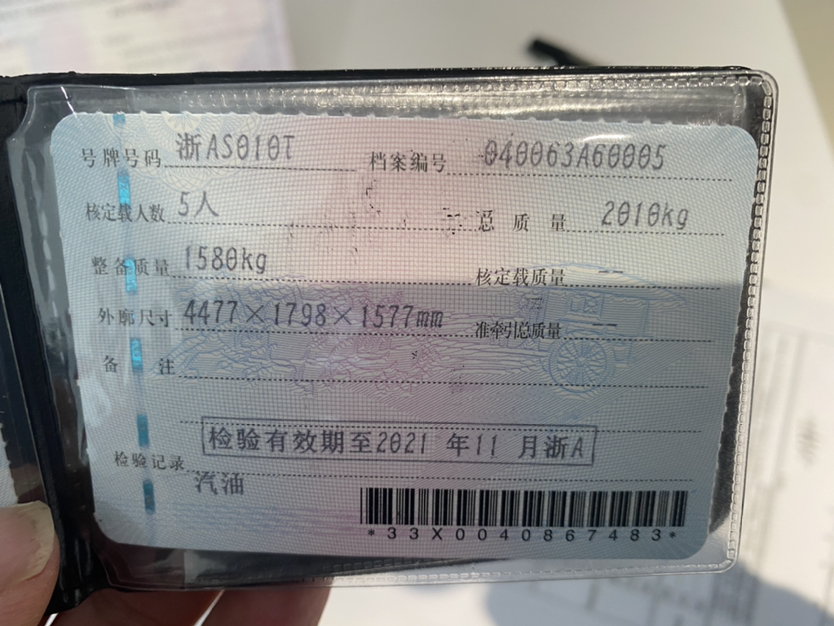 号牌号码 浙AS010T 档案编号 040063A60005
核定载人数 5人 总质量 2010kg
整备质量 1580kg 核定载质量 --
外廓尺寸 4477×1798×1577mm 准牵引总质量 --
备注
检验有效期至2021 年11 月浙A
检验记录
汽油
*33X0040867483*